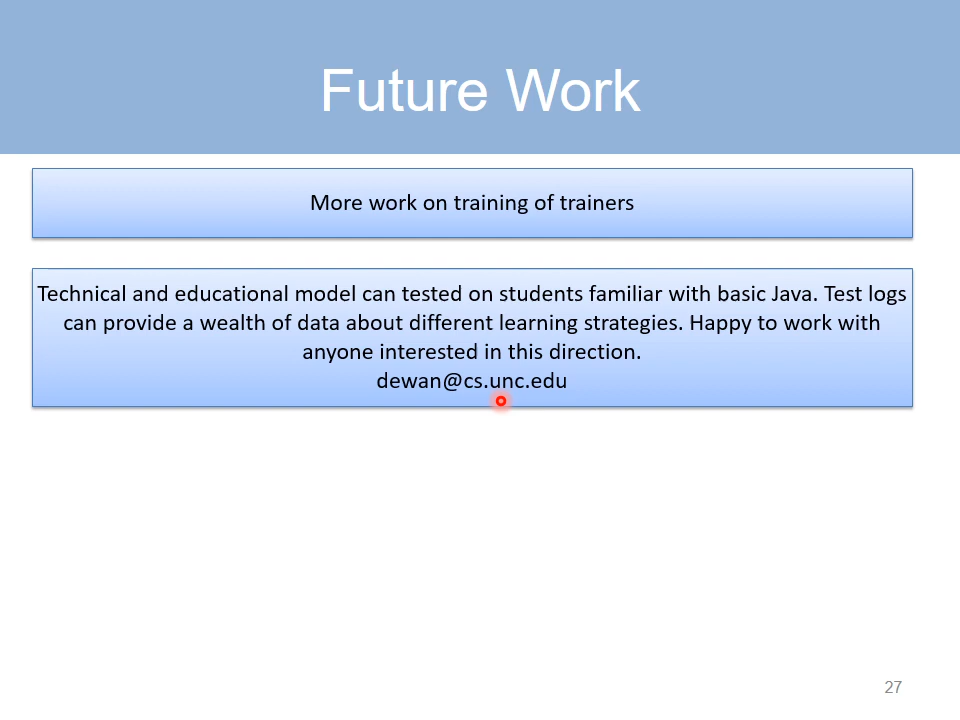 Future Work
More work on training of trainers
Technical and educational model can tested on students familiar with basic Java. Test logs
can provide a wealth of data about different learning strategies. Happy to work with
anyone interested in this direction.
dewan@cs.unc.edu
27